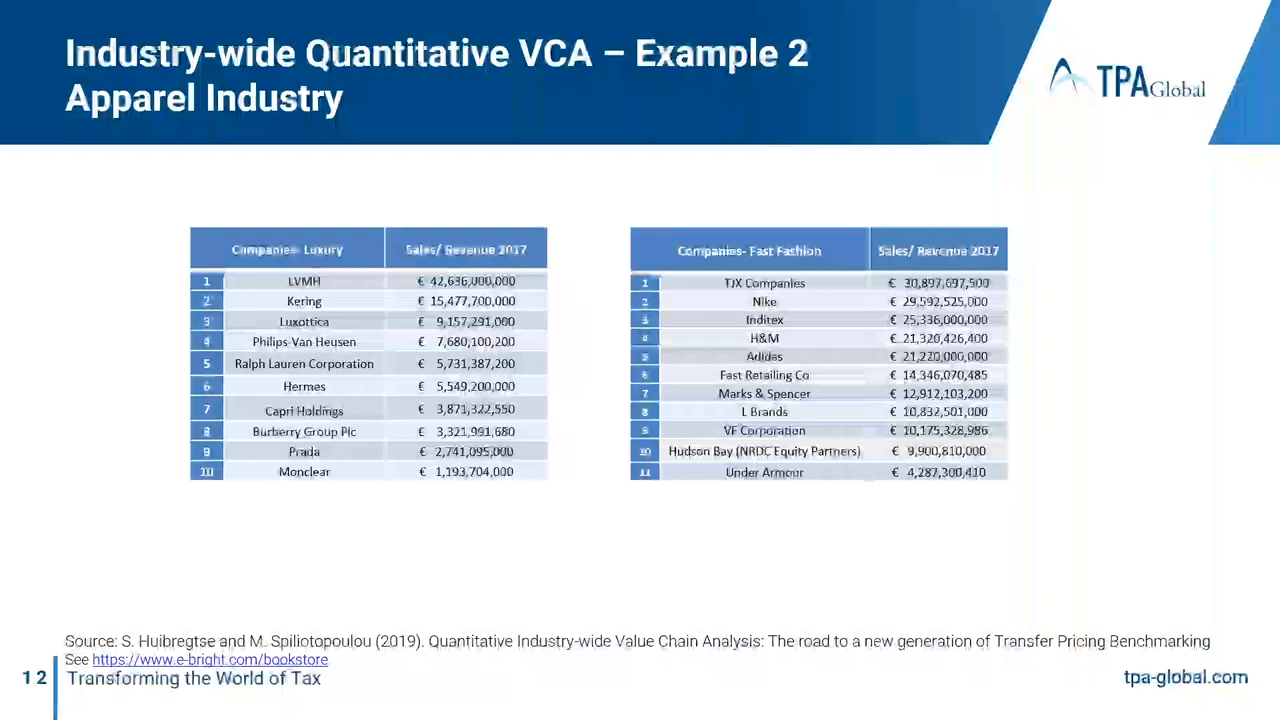 Industry-wide Quantitative VCA – Example 2
Apparel Industry
TPA Global
Companies- Luxury Sales/ Revenue 2017
1 LVMH € 42,636,000,000
2 Kering € 15,477,700,000
3 Luxottica € 9,157,291,000
4 Philips-Van Heusen € 7,680,100,200
5 Ralph Lauren Corporation € 5,731,387,200
6 Hermes € 5,549,200,000
7 Capri Holdings € 3,871,322,550
8 Burberry Group Plc € 3,321,991,680
9 Prada € 2,741,095,000
10 Monclear € 1,193,704,000
Companies- Fast Fashion Sales/ Revenue 2017
1 TJX Companies € 30,897,697,500
2 Nike € 29,592,525,000
3 Inditex € 25,336,000,000
4 H&M € 21,320,426,400
5 Adidas € 21,220,000,000
6 Fast Retailing Co € 14,346,070,485
7 Marks & Spencer € 12,912,103,200
8 L Brands € 10,832,501,000
9 VF Corporation € 10,175,328,986
10 Hudson Bay (NRDC Equity Partners) € 9,900,810,000
11 Under Armour € 4,287,300,410
Source: S. Huibregtse and M. Spiliotopoulou (2019). Quantitative Industry-wide Value Chain Analysis: The road to a new generation of Transfer Pricing Benchmarking
See https://www.e-bright.com/bookstore
12 Transforming the World of Tax
tpa-global.com